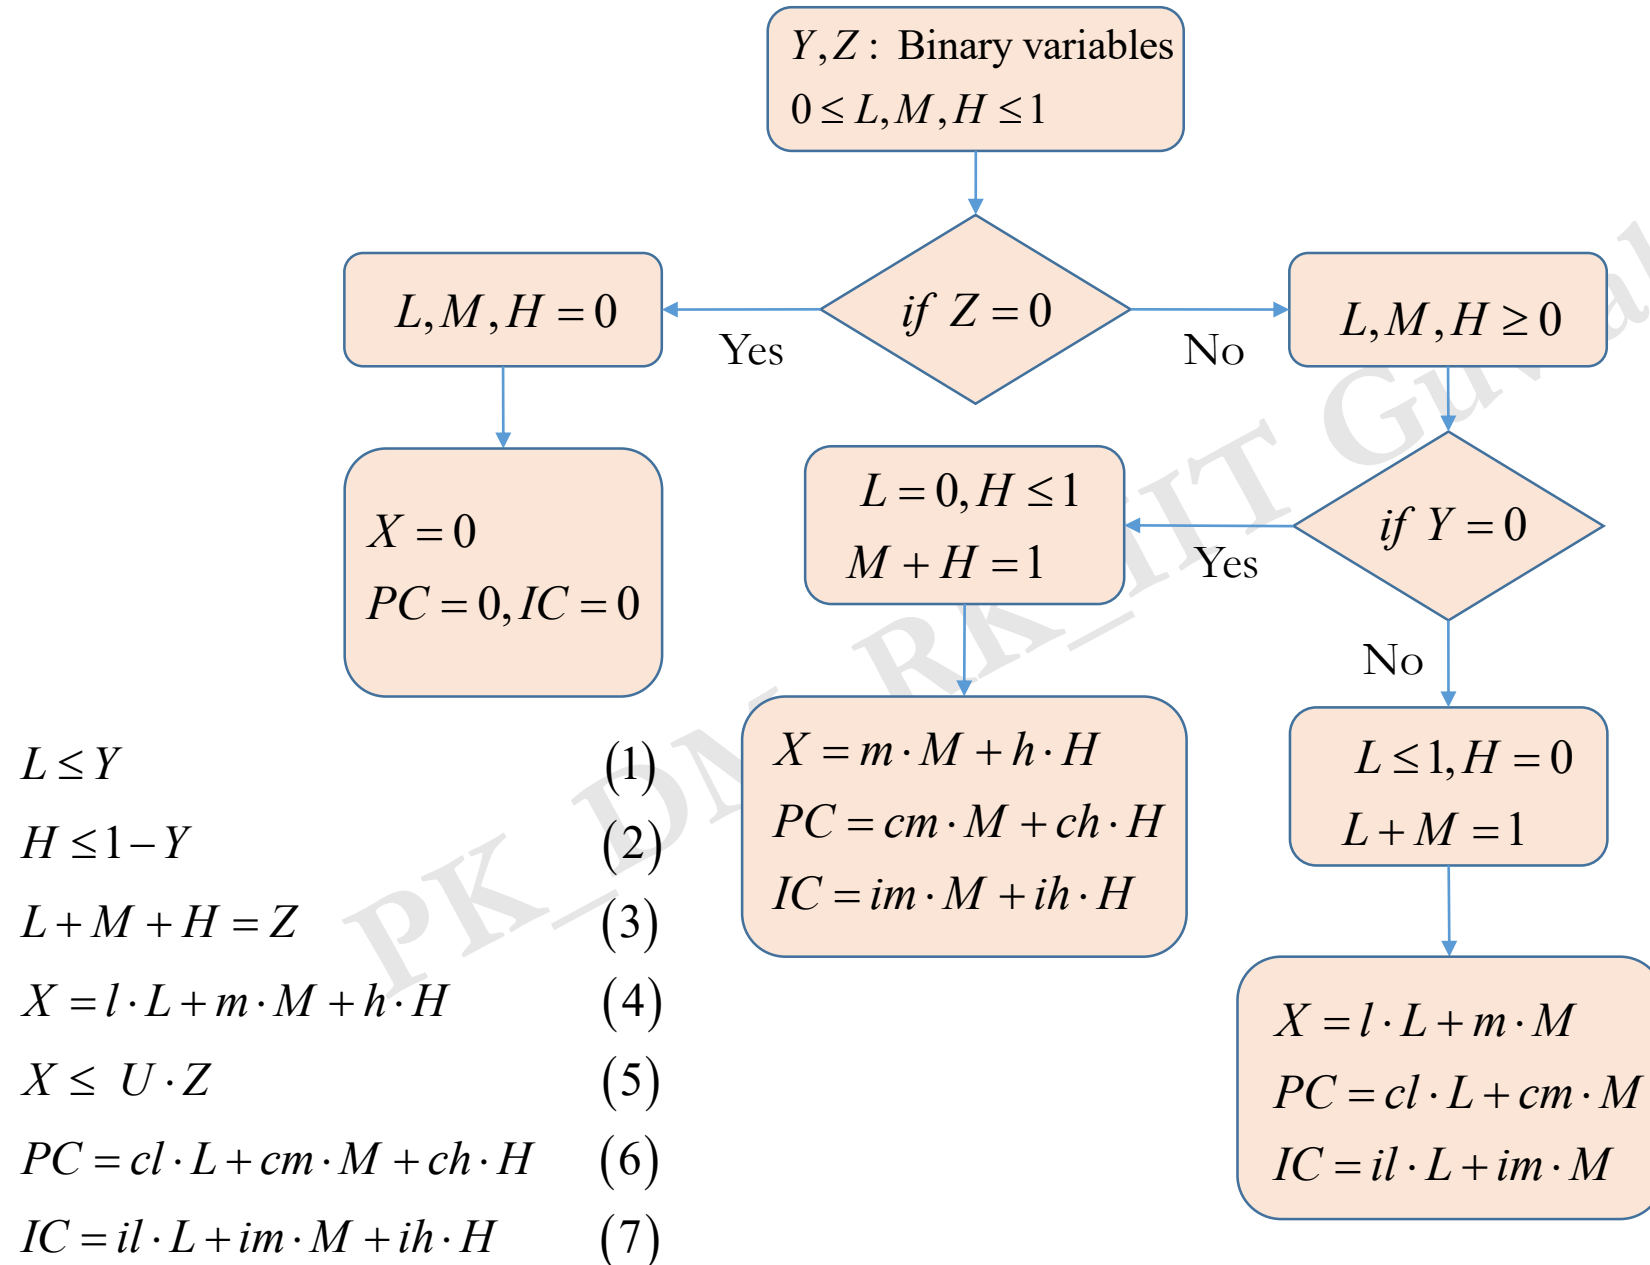 Y, Z : Binary variables
0 ≤ L, M, H ≤ 1
if Z = 0
Yes
No
L, M, H = 0
X = 0
PC = 0, IC = 0
L, M, H ≥ 0
if Y = 0
Yes
No
L = 0, H ≤ 1
M + H = 1
X = m · M + h · H
PC = cm · M + ch · H
IC = im · M + ih · H
L ≤ 1, H = 0
L + M = 1
X = l · L + m · M
PC = cl · L + cm · M
IC = il · L + im · M
L ≤ Y (1)
H ≤ 1 − Y (2)
L + M + H = Z (3)
X = l · L + m · M + h · H (4)
X ≤ U · Z (5)
PC = cl · L + cm · M + ch · H (6)
IC = il · L + im · M + ih · H (7)